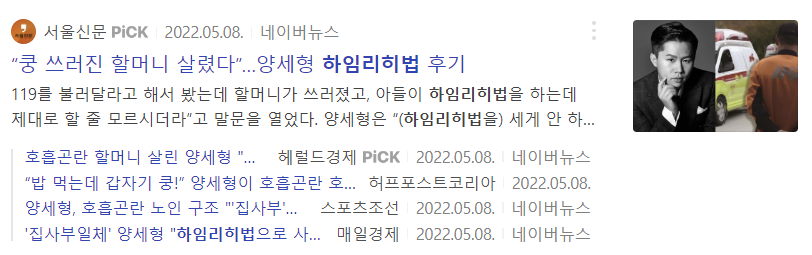 서울신문 PiCK 2022.05.08. 네이버뉴스
“쿵 쓰러진 할머니 살렸다”…양세형 하임리히법 후기
119를 불러달라고 해서 봤는데 할머니가 쓰러졌고, 아들이 하임리히법을 하는데
제대로 할 줄 모르시더라”고 말문을 열었다. 양세형은 “(하임리히법을) 세게 안 하...
호흡곤란 할머니 살린 양세형 "... 헤럴드경제 PiCK 2022.05.08. 네이버뉴스
“밥 먹는데 갑자기 쿵!” 양세형이 호흡곤란 호... 허프포스트코리아 2022.05.08.
양세형, 호흡곤란 노인 구조 "'집사부'... 스포츠조선 2022.05.08. 네이버뉴스
'집사부일체' 양세형 "하임리히법으로 사... 매일경제 2022.05.08. 네이버뉴스